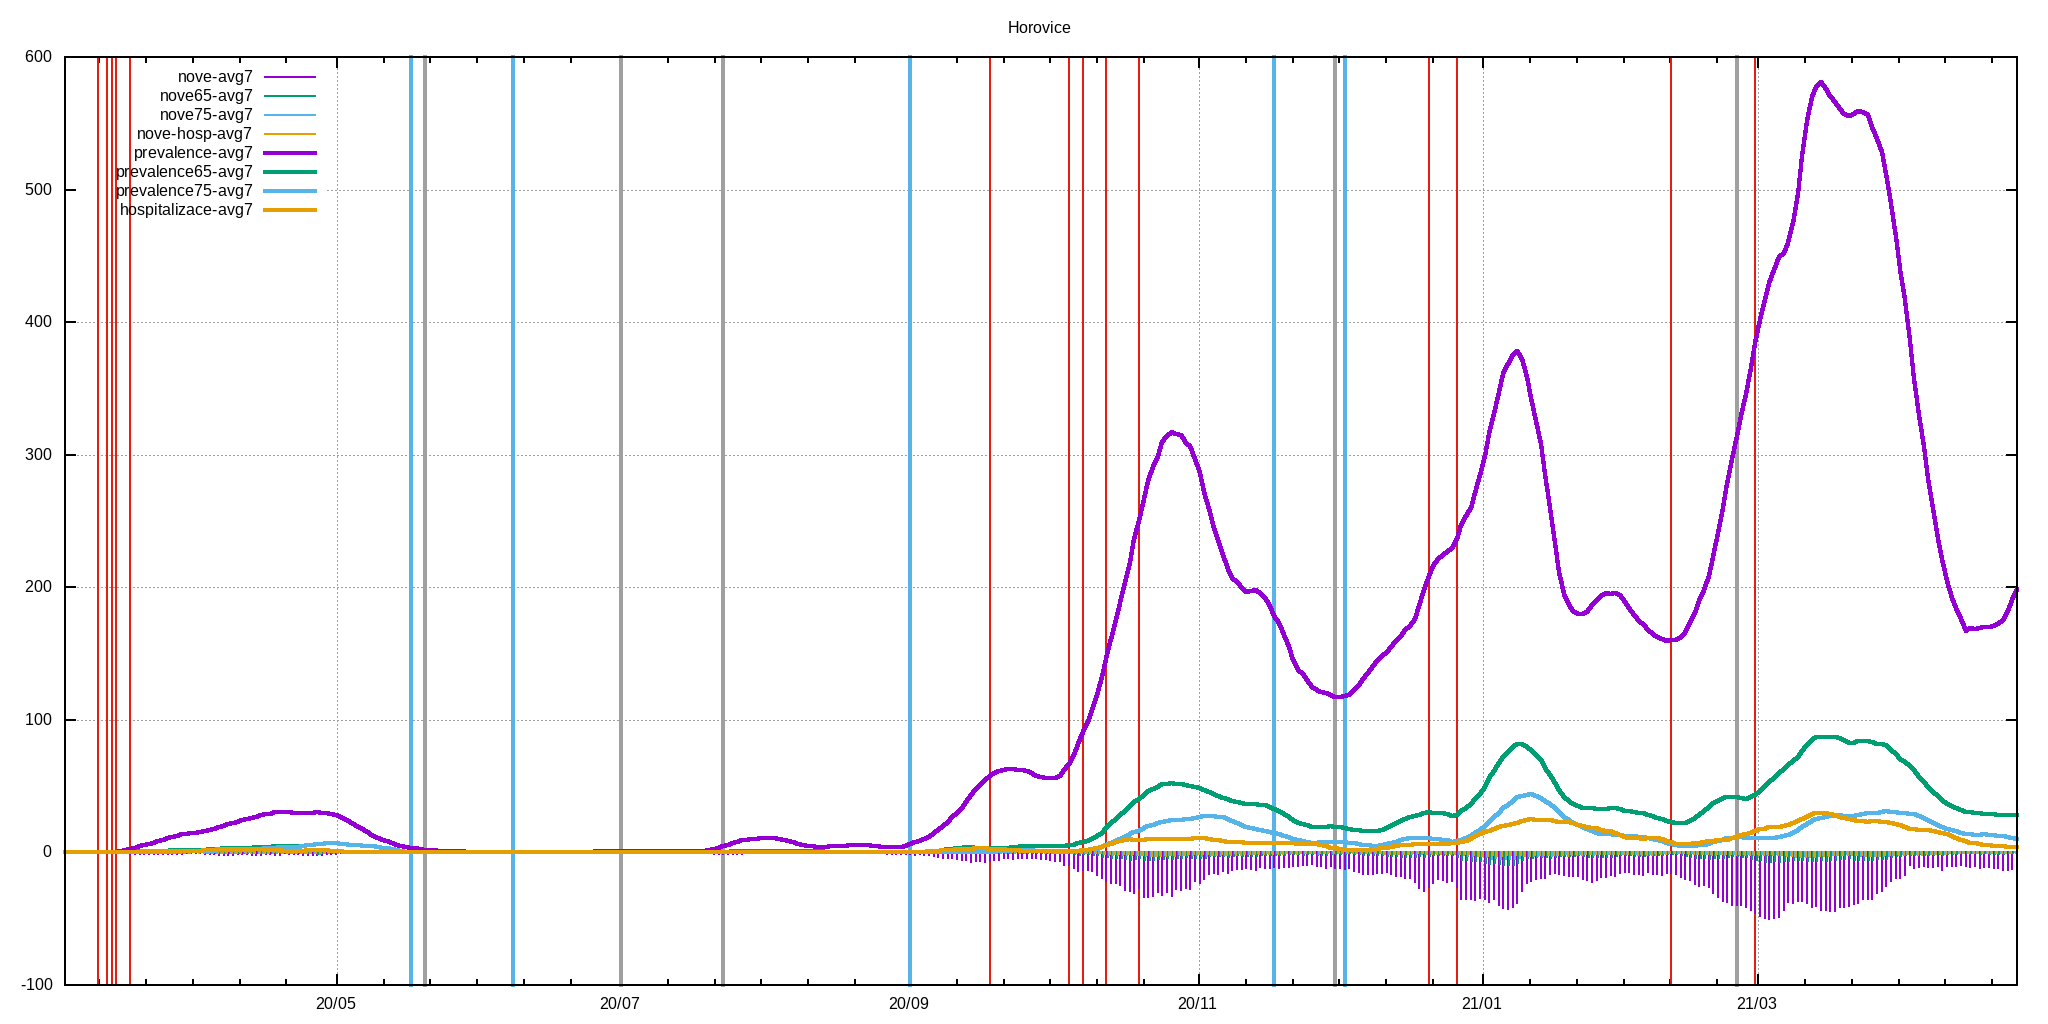 Horovice
600
500
400
300
200
100
0
-100
nove-avg7
nove65-avg7
nove75-avg7
nove-hosp-avg7
prevalence-avg7
prevalence65-avg7
prevalence75-avg7
hospitalizace-avg7
20/05 20/07 20/09 20/11 21/01 21/03